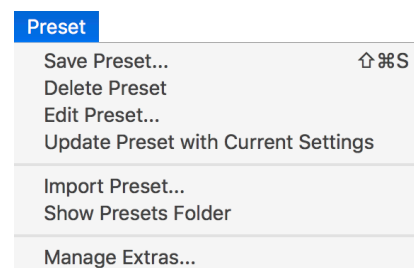 Preset
Save Preset... ⇧⌘S
Delete Preset
Edit Preset...
Update Preset with Current Settings
Import Preset...
Show Presets Folder
Manage Extras...